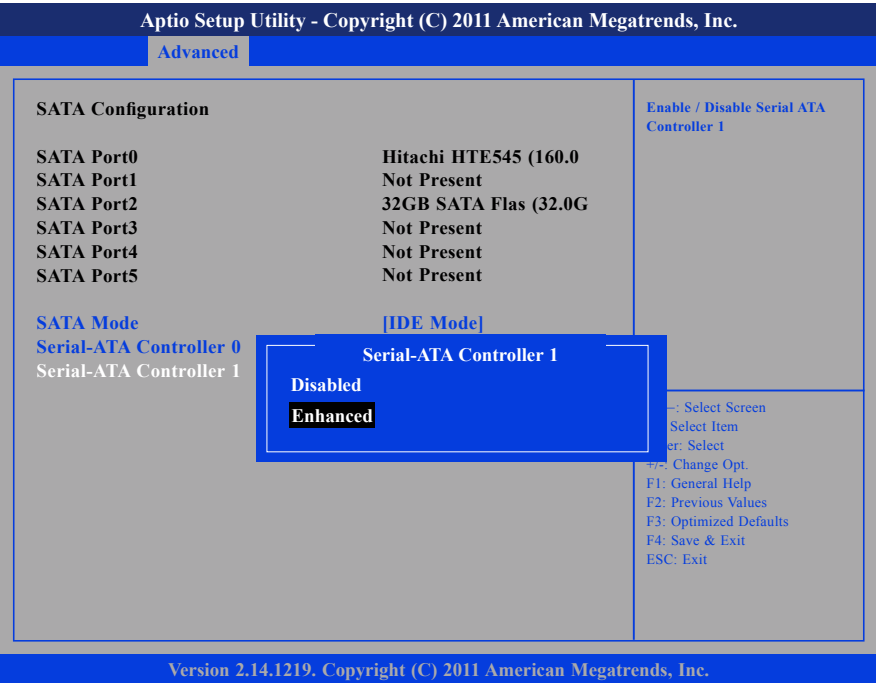 Aptio Setup Utility - Copyright (C) 2011 American Megatrends, Inc.
Advanced
SATA Configuration
SATA Port0 Hitachi HTE545 (160.0
SATA Port1 Not Present
SATA Port2 32GB SATA Flas (32.0G
SATA Port3 Not Present
SATA Port4 Not Present
SATA Port5 Not Present
SATA Mode [IDE Mode]
Serial-ATA Controller 0
Serial-ATA Controller 1
Serial-ATA Controller 1
Disabled
Enhanced
Enable / Disable Serial ATA
Controller 1
: Select Screen
Select Item
er: Select
+/-: Change Opt.
F1: General Help
F2: Previous Values
F3: Optimized Defaults
F4: Save & Exit
ESC: Exit
Version 2.14.1219. Copyright (C) 2011 American Megatrends, Inc.